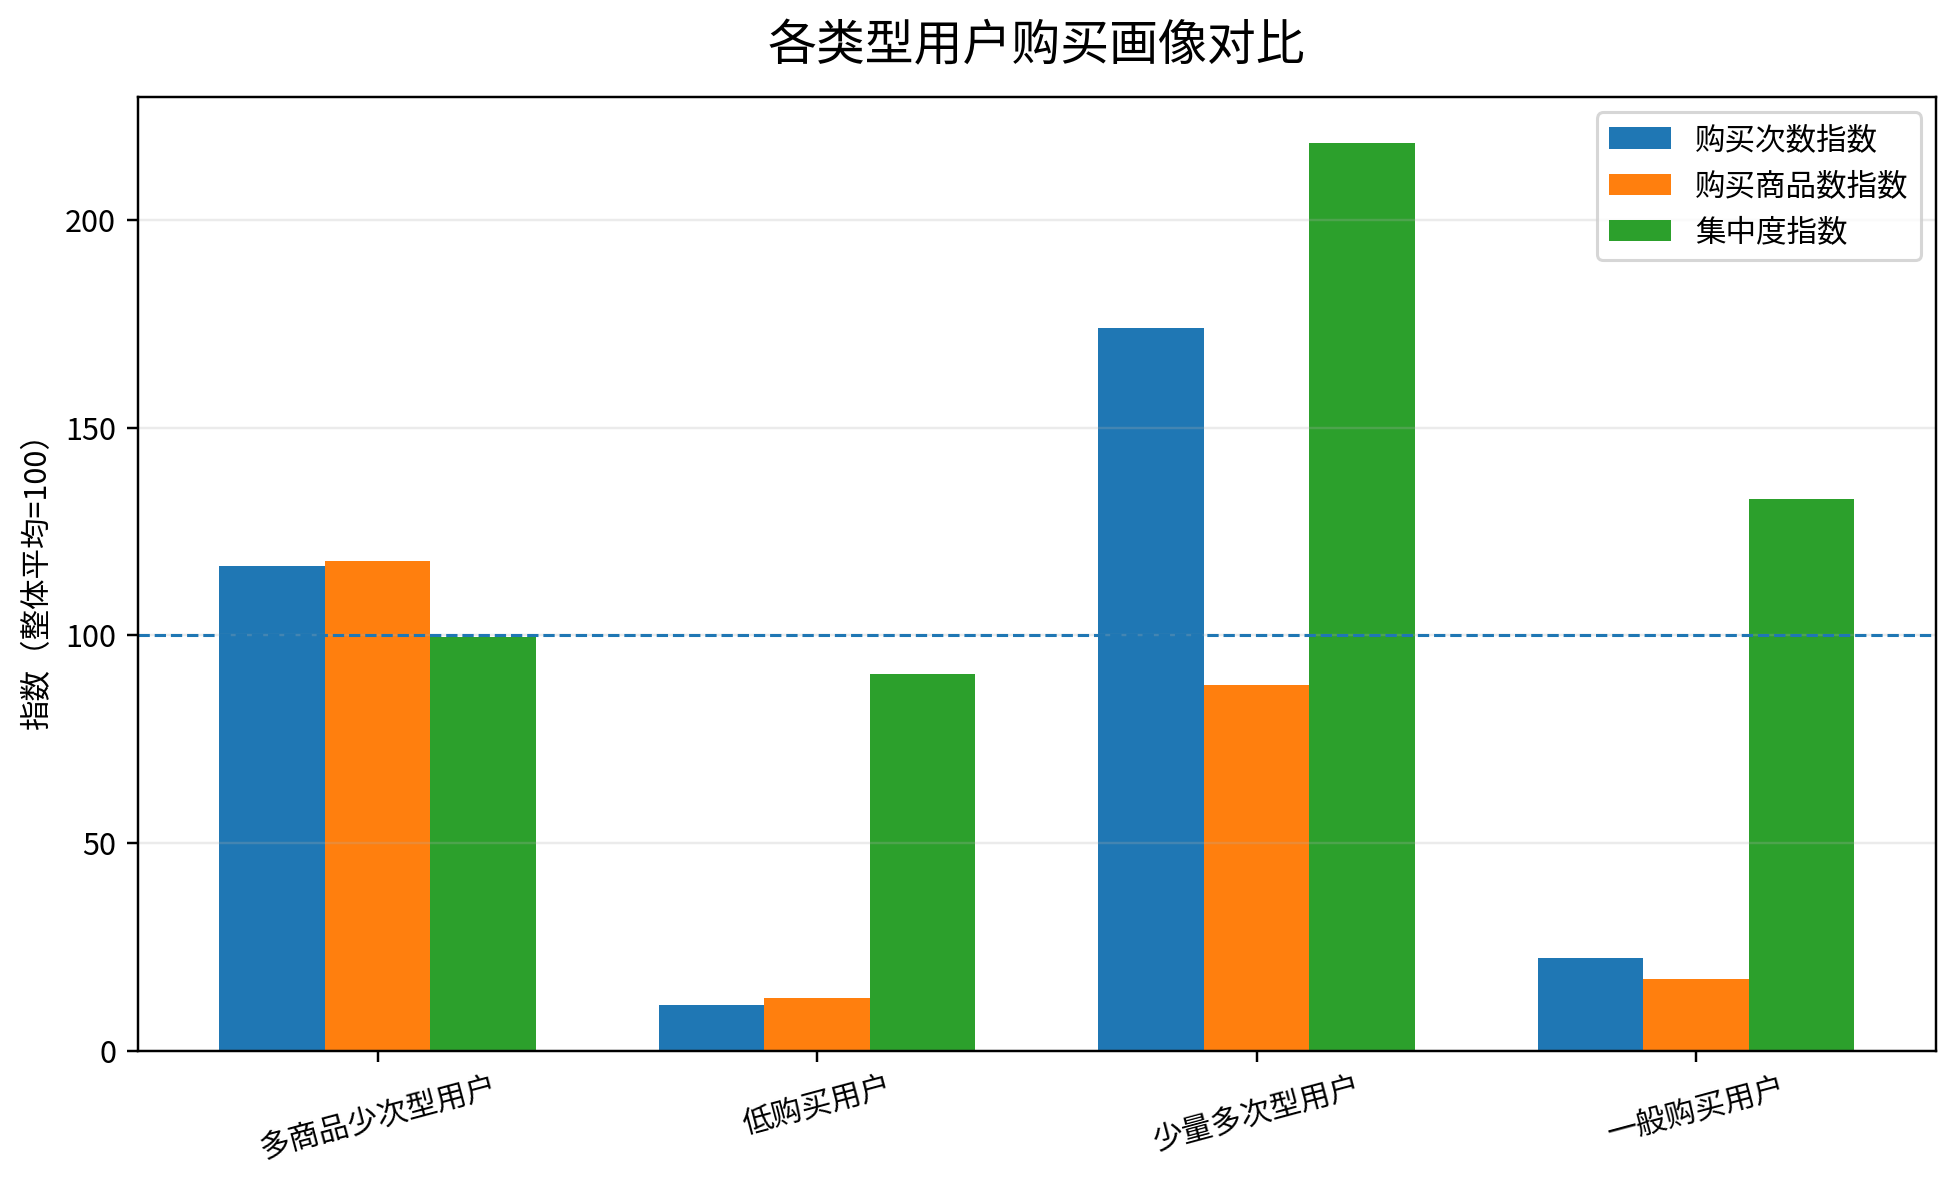 各类型用户购买画像对比
购买次数指数
购买商品数指数
集中度指数
指数（整体平均=100）
200
150
100
50
0
多商品少次型用户
低购买用户
少量多次型用户
一般购买用户